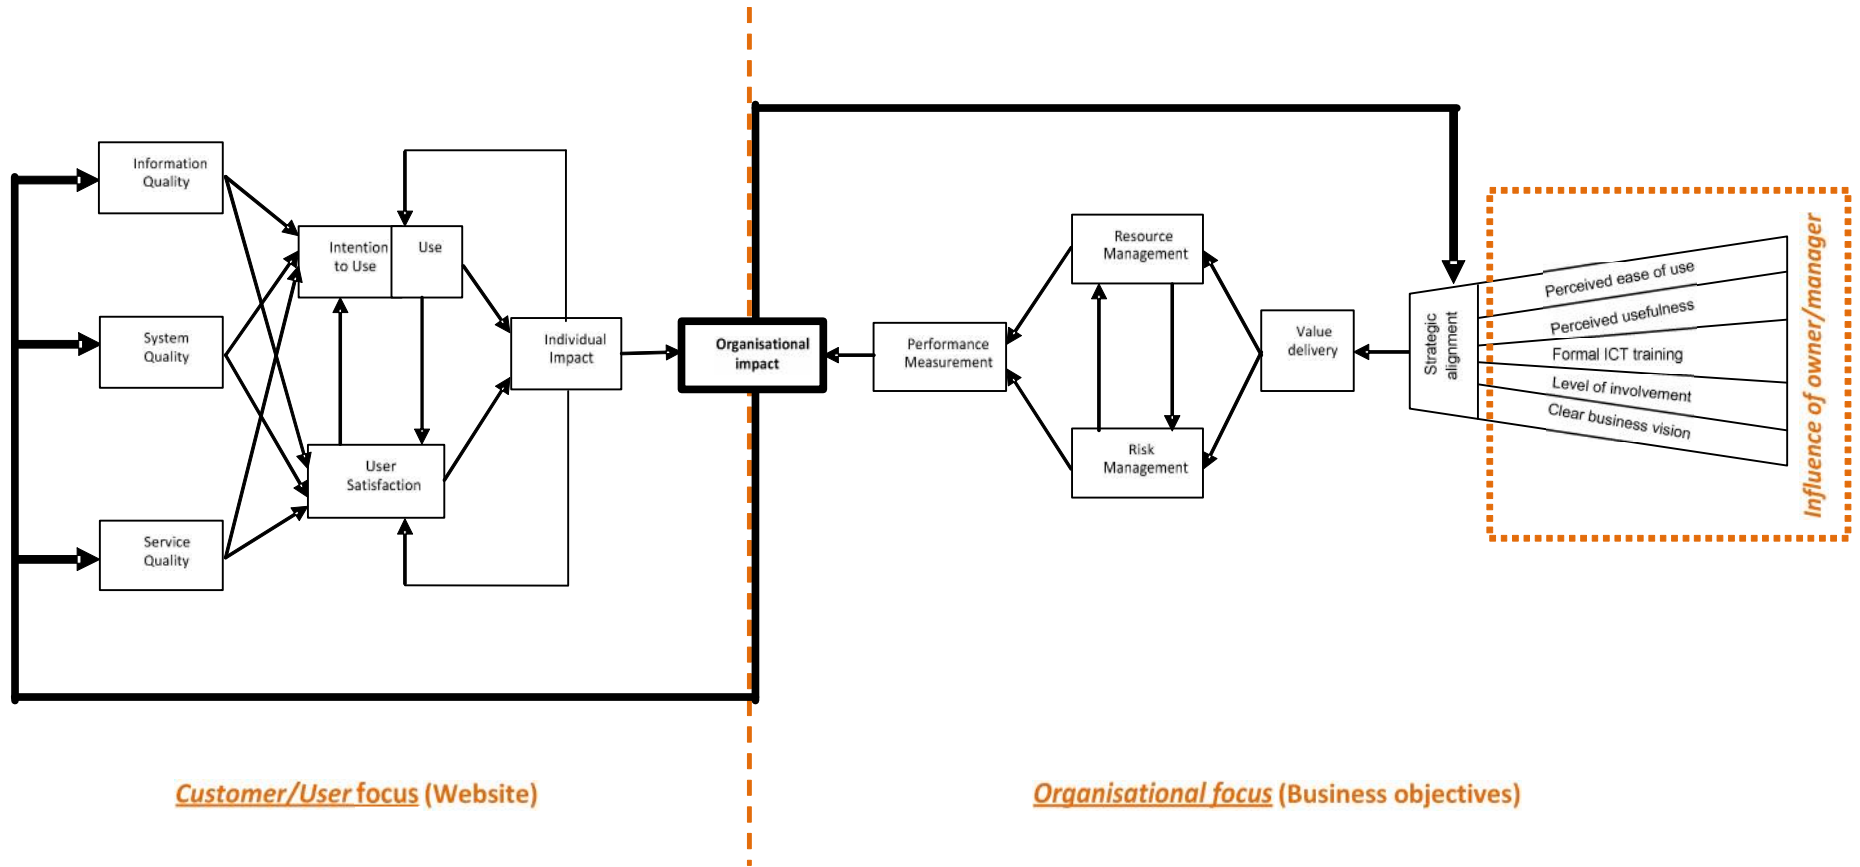 Information
Quality
System
Quality
Service
Quality
Intention
to Use
Use
User
Satisfaction
Individual
Impact
Organisational
impact
Performance
Measurement
Resource
Management
Risk
Management
Value
delivery
Strategic
alignment
Perceived ease of use
Perceived usefulness
Formal ICT training
Level of involvement
Clear business vision
Influence of owner/manager
Customer/User focus (Website)
Organisational focus (Business objectives)